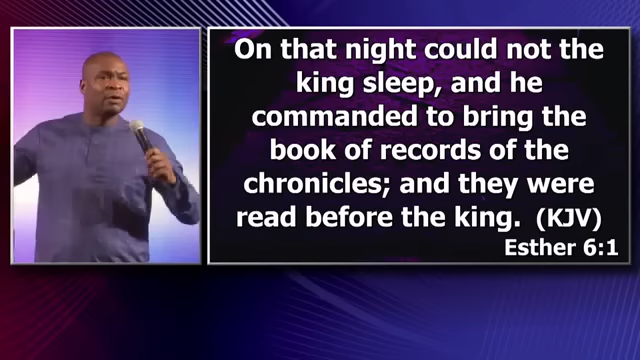 On that night could not the
king sleep, and he
commanded to bring the
book of records of the
chronicles; and they were
read before the king. (KJV)
Esther 6:1